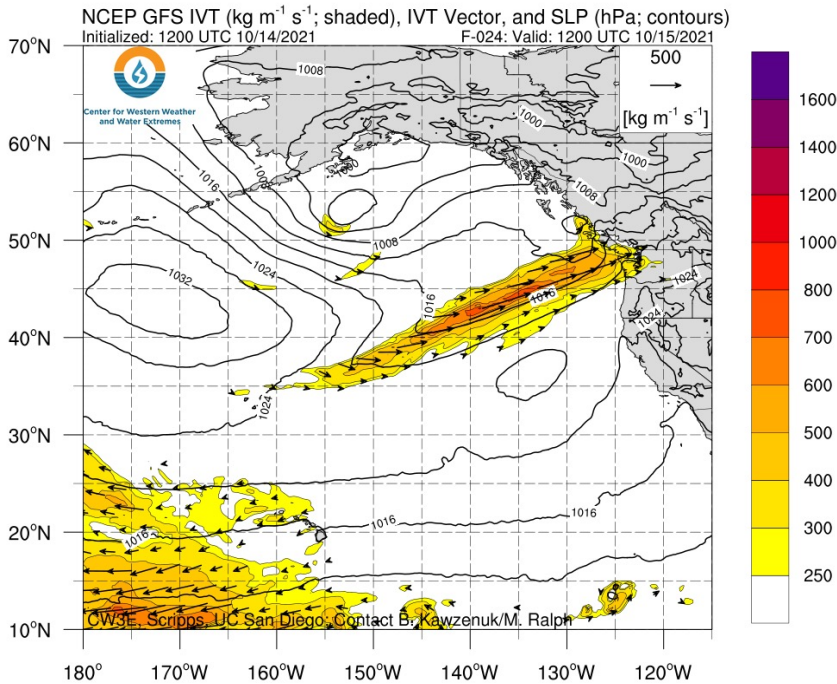 NCEP GFS IVT (kg m⁻¹ s⁻¹; shaded), IVT Vector, and SLP (hPa; contours)
Initialized: 1200 UTC 10/14/2021 F-024: Valid: 1200 UTC 10/15/2021
70°N
60°N
50°N
40°N
30°N
20°N
10°N
Center for Western Weather
and Water Extremes
500
[kg m⁻¹ s⁻¹]
1008
1000
1000
1008
1016
1008
1000
1008
1024
1032
1016
1016
1024
1024
1024
1016
1016
1016
CW3E, Scripps, UC San Diego; Contact B. Kawzenuk/M. Ralph
180° 170°W 160°W 150°W 140°W 130°W 120°W
1600
1400
1200
1000
800
700
600
500
400
300
250